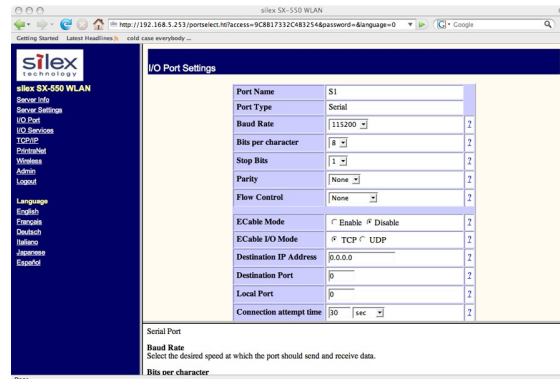 silex SX-550 WLAN
http://192.168.5.253/portselect.htl?access=9C8B17332C483254&password=&language=0
Google
Getting Started Latest Headlines cold case everybody ...
silex
technology
silex SX-550 WLAN
Server Info
Server Settings
I/O Port
I/O Services
TCP/IP
PrintraNet
Wireless
Admin
Logout
Language
English
Français
Deutsch
Italiano
Japanese
Español
I/O Port Settings
Port Name S1
Port Type Serial
Baud Rate 115200 ?
Bits per character 8 ?
Stop Bits 1 ?
Parity None ?
Flow Control None ?
ECable Mode Enable Disable ?
ECable I/O Mode TCP UDP ?
Destination IP Address 0.0.0.0 ?
Destination Port 0 ?
Local Port 0 ?
Connection attempt time 30 sec ?
Serial Port
Baud Rate
Select the desired speed at which the port should send and receive data.
Bits per character